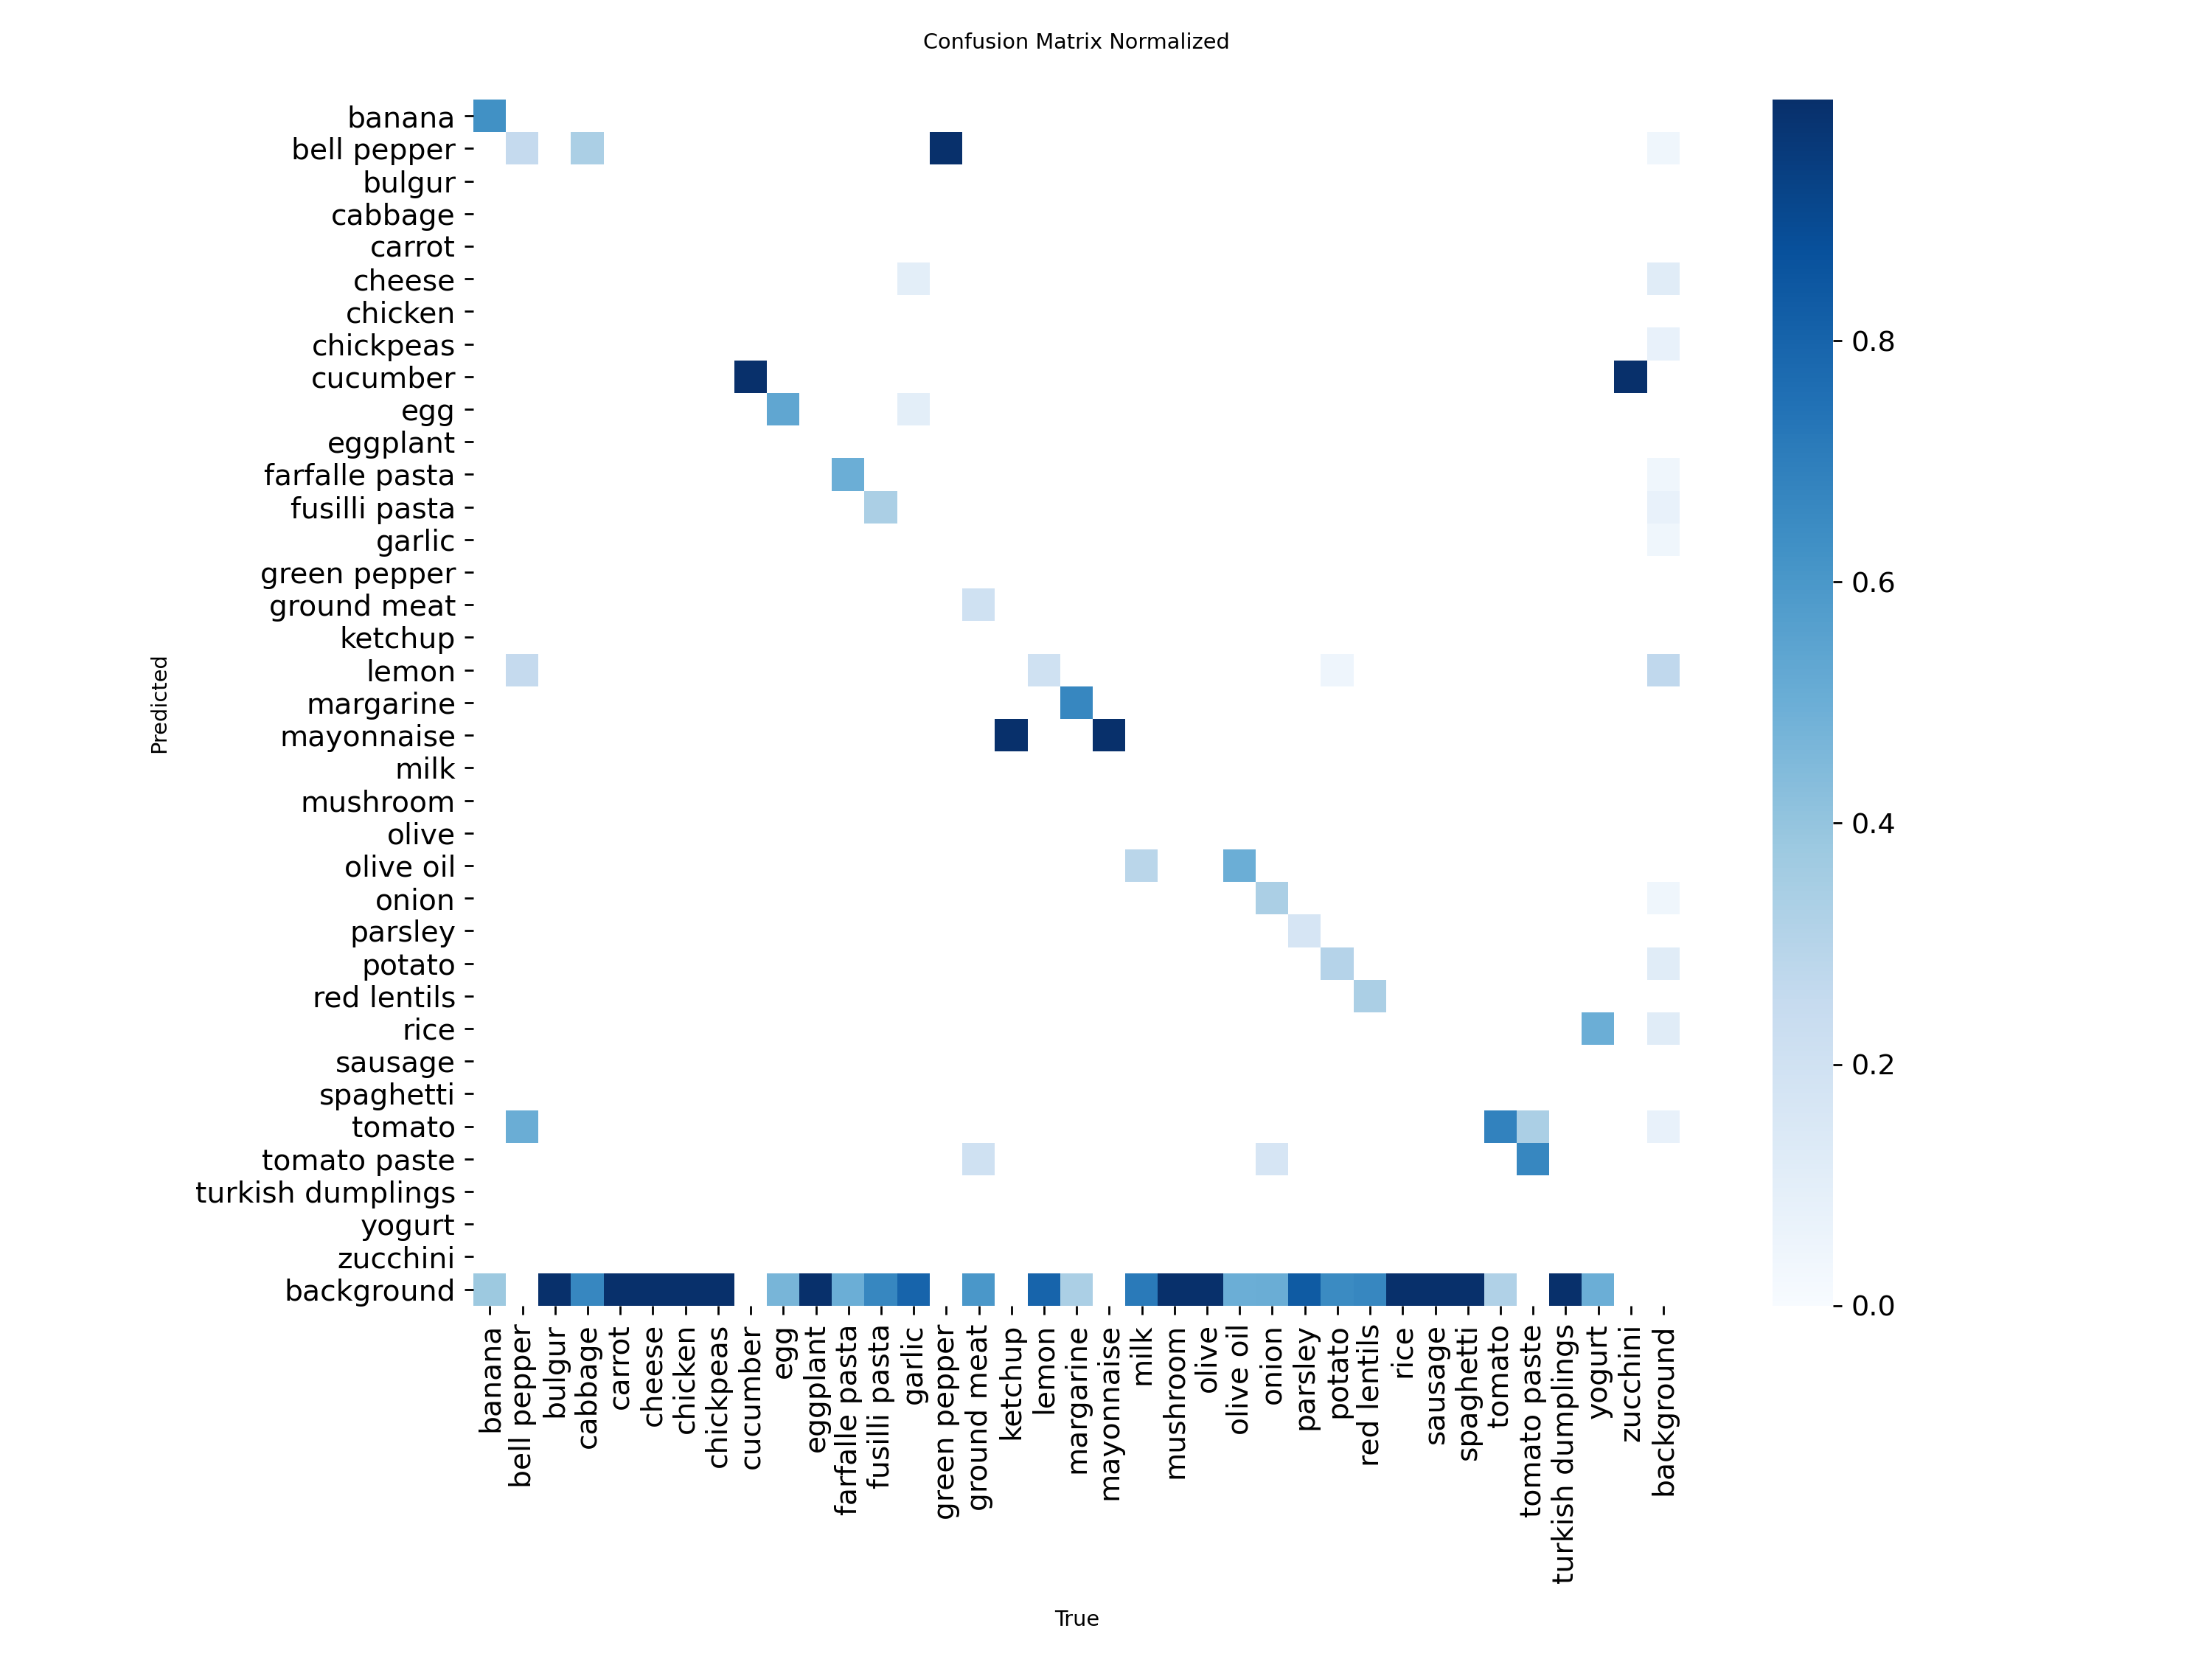 Confusion Matrix Normalized
banana
bell pepper
bulgur
cabbage
carrot
cheese
chicken
chickpeas
cucumber
egg
eggplant
farfalle pasta
fusilli pasta
garlic
green pepper
ground meat
ketchup
lemon
margarine
mayonnaise
milk
mushroom
olive
olive oil
onion
parsley
potato
red lentils
rice
sausage
spaghetti
tomato
tomato paste
turkish dumplings
yogurt
zucchini
background
Predicted
banana
bell pepper
bulgur
cabbage
carrot
cheese
chicken
chickpeas
cucumber
egg
eggplant
farfalle pasta
fusilli pasta
garlic
green pepper
ground meat
ketchup
lemon
margarine
mayonnaise
milk
mushroom
olive
olive oil
onion
parsley
potato
red lentils
rice
sausage
spaghetti
tomato
tomato paste
turkish dumplings
yogurt
zucchini
background
True
0.8
0.6
0.4
0.2
0.0